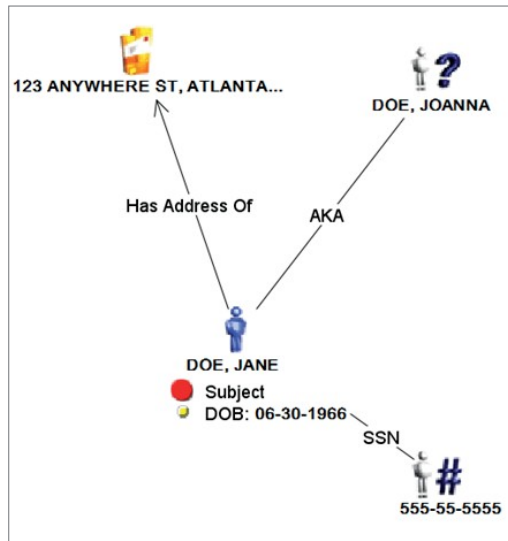 123 ANYWHERE ST, ATLANTA...
?
DOE, JOANNA
Has Address Of
AKA
DOE, JANE
Subject
DOB: 06-30-1966
SSN
#
555-55-5555